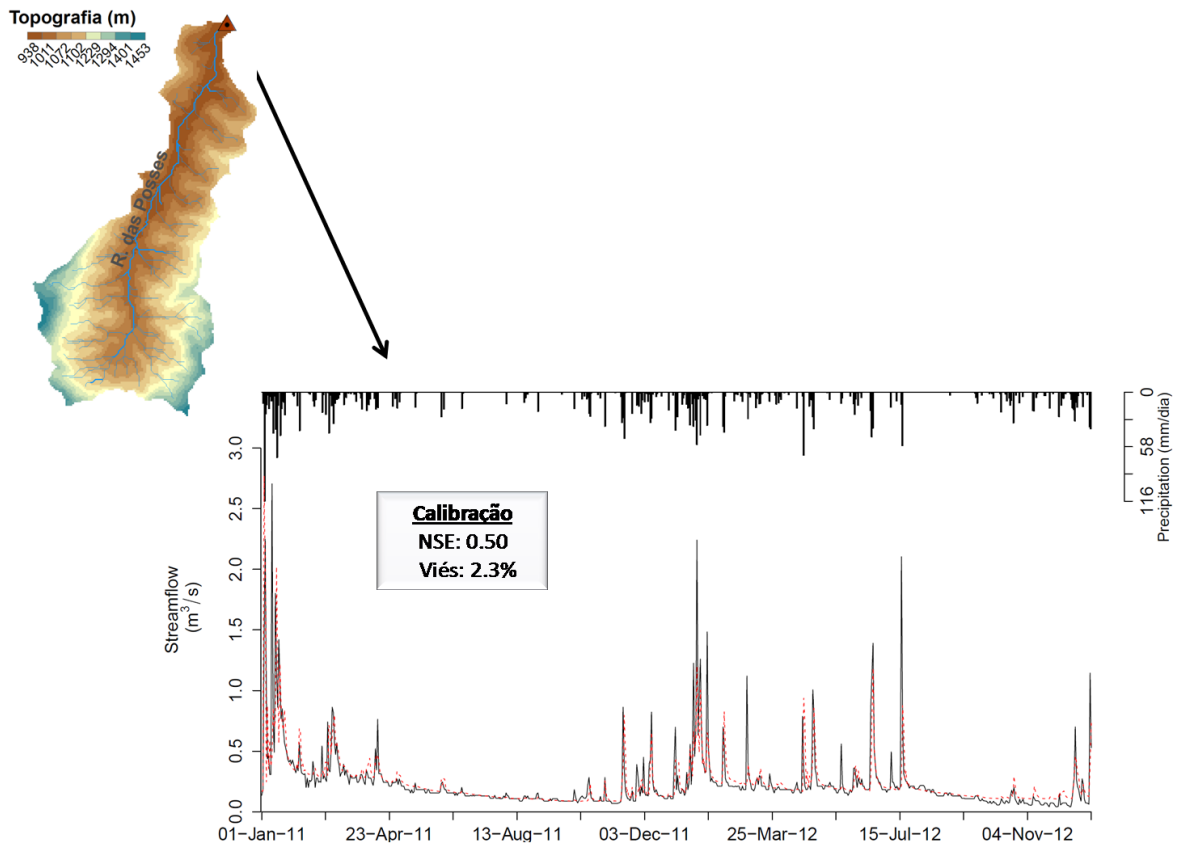 Topografia (m)
938 1011 1072 1102 1229 1294 1401 1453
R. das Posses
0
58
116
Precipitation (mm/dia)
3.0
2.5
2.0
1.5
1.0
0.5
0.0
Streamflow
(m³/s)
Calibração
NSE: 0.50
Viés: 2.3%
01−Jan−11 23−Apr−11 13−Aug−11 03−Dec−11 25−Mar−12 15−Jul−12 04−Nov−12